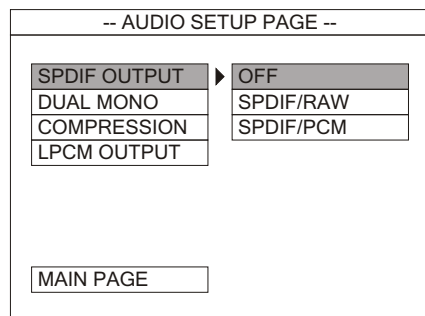 -- AUDIO SETUP PAGE --
SPDIF OUTPUT OFF
DUAL MONO SPDIF/RAW
COMPRESSION SPDIF/PCM
LPCM OUTPUT
MAIN PAGE